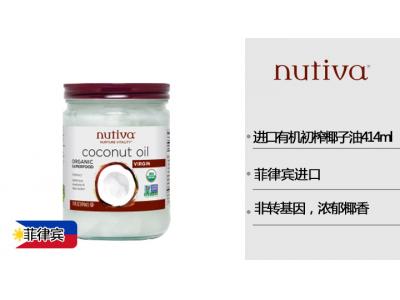 nutiva
NURTURE VITALITY
coconut oil
ORGANIC
SUPERFOOD
VIRGIN
菲律宾
nutiva
进口有机初榨椰子油414ml
菲律宾进口
非转基因，浓郁椰香